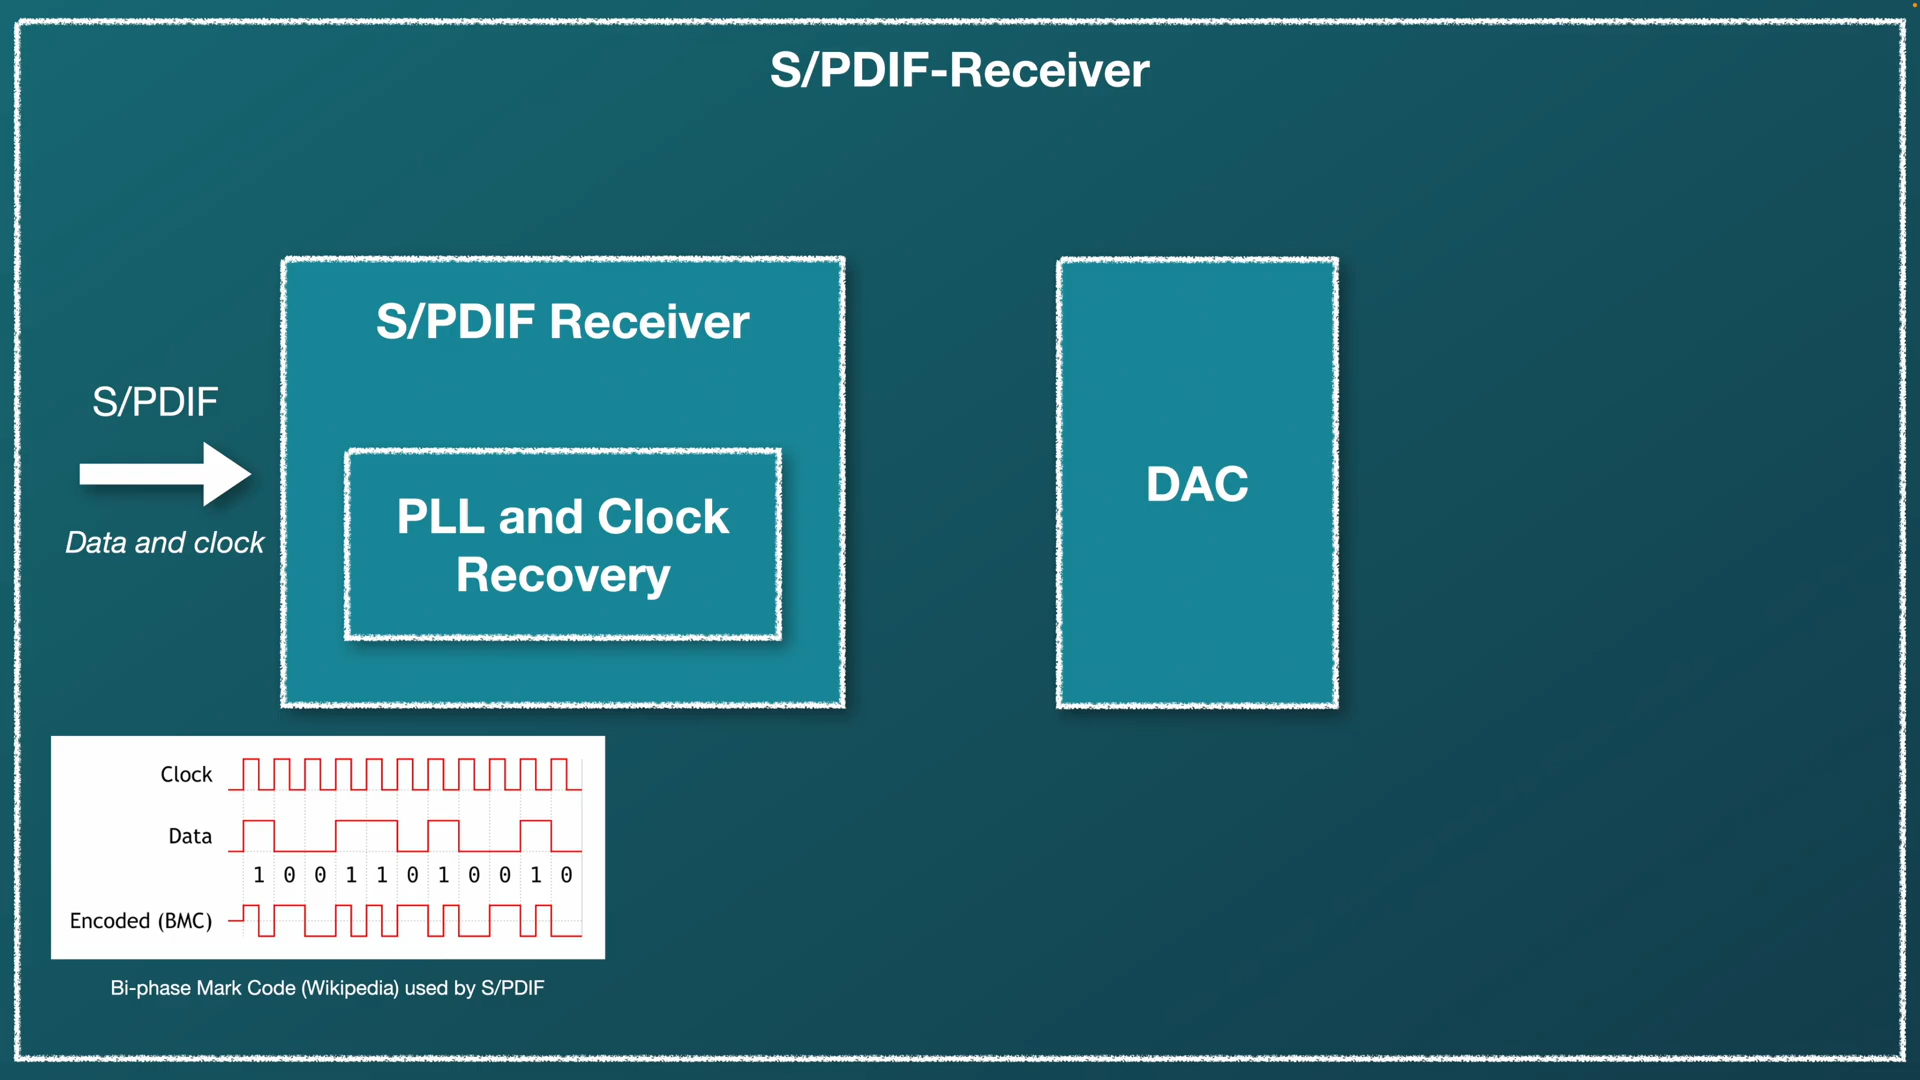 S/PDIF-Receiver
S/PDIF Receiver
S/PDIF
Data and clock
PLL and Clock
Recovery
DAC
Clock
Data
1 0 0 1 1 0 1 0 0 1 0
Encoded (BMC)
Bi-phase Mark Code (Wikipedia) used by S/PDIF